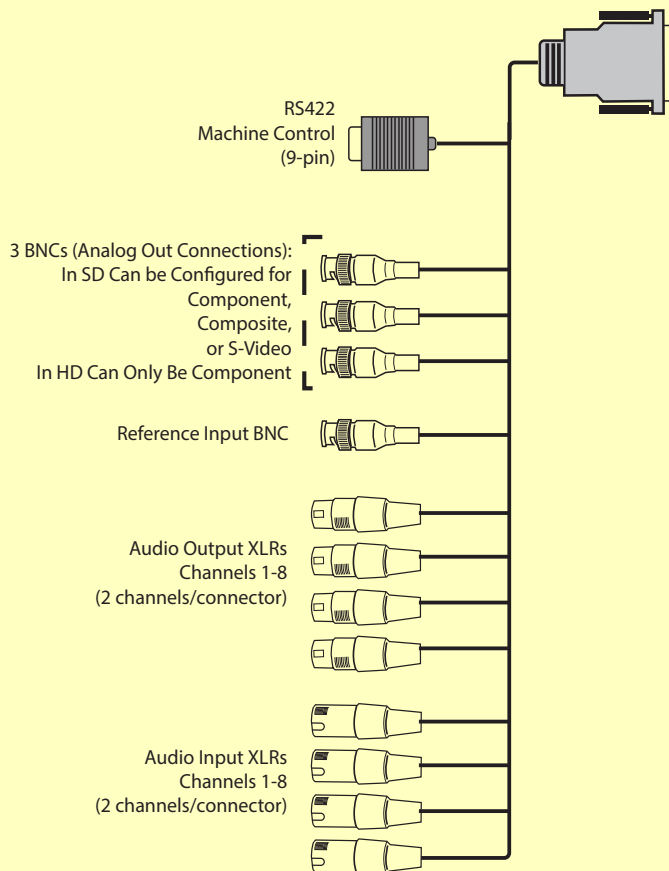 RS422
Machine Control
(9-pin)
3 BNCs (Analog Out Connections):
In SD Can be Configured for
Component,
Composite,
or S-Video
In HD Can Only Be Component
Reference Input BNC
Audio Output XLRs
Channels 1-8
(2 channels/connector)
Audio Input XLRs
Channels 1-8
(2 channels/connector)